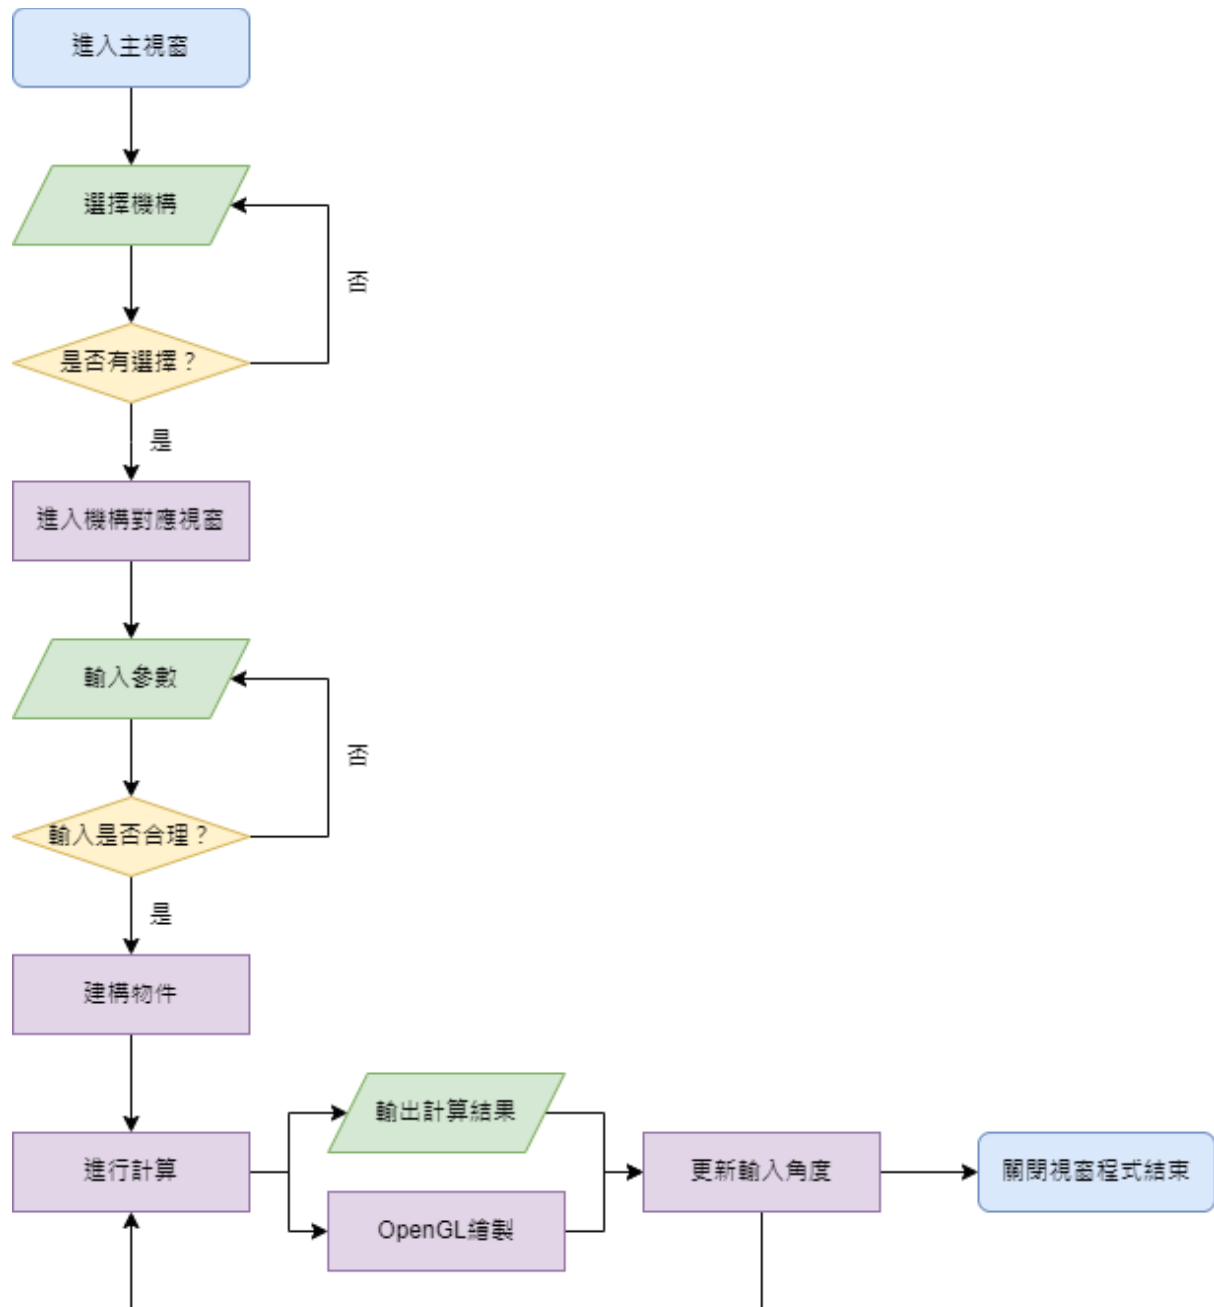 進入主視窗
選擇機構
否
是否有選擇？
是
進入機構對應視窗
輸入參數
否
輸入是否合理？
是
建構物件
進行計算
輸出計算結果
OpenGL繪製
更新輸入角度
關閉視窗程式結束